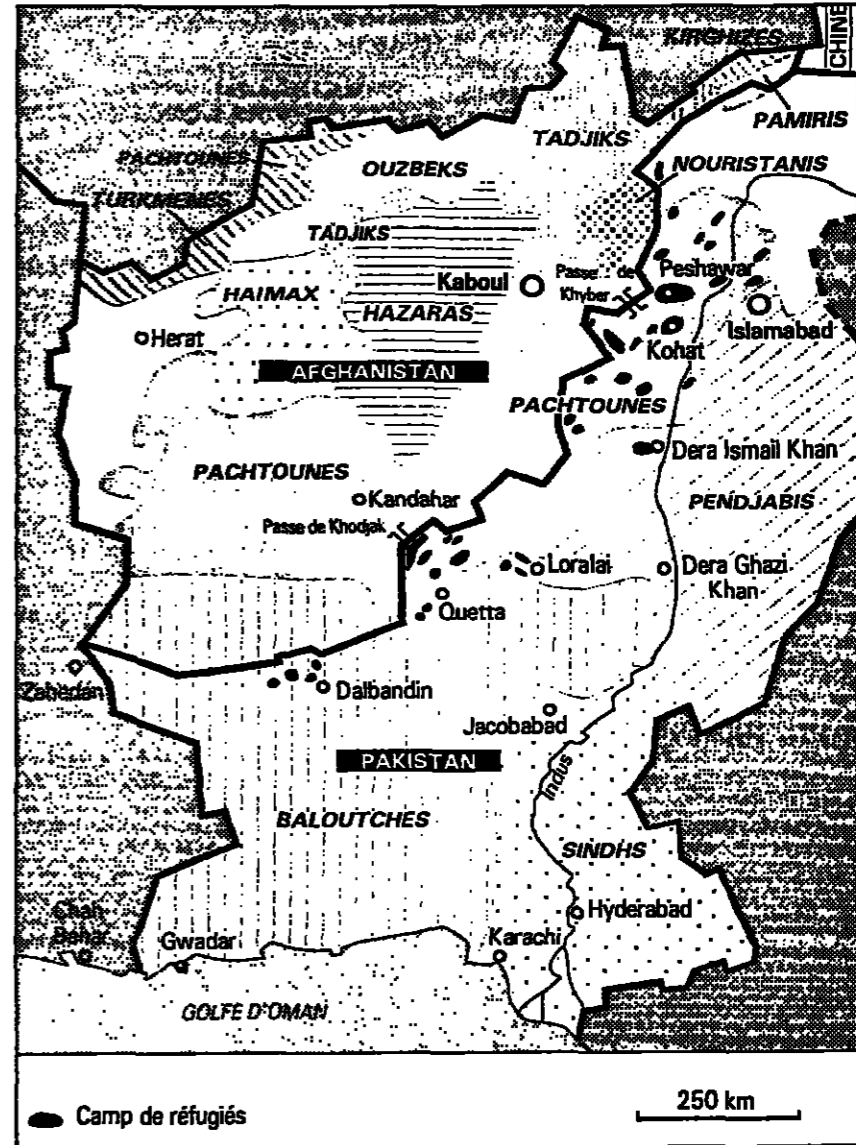 KIRGHIZES
CHINE
PAMIRIS
TADJIKS
NOURISTANIS
PACHTOUNES
OUZBEKS
TURKMENES
TADJIKS
Kaboul
Passe de
Khyber
Peshawar
HAIMAX
HAZARAS
Islamabad
Herat
Kohat
AFGHANISTAN
PACHTOUNES
Dera Ismail Khan
PACHTOUNES
Kandahar
PENDJABIS
Passe de Khodjak
Loralai
Dera Ghazi
Khan
Quetta
Zahedan
Dalbandin
Jacobabad
PAKISTAN
Indus
BALOUTCHES
SINDHS
Hyderabad
Chah
Bahar
Gwadar
Karachi
GOLFE D'OMAN
Camp de réfugiés
250 km